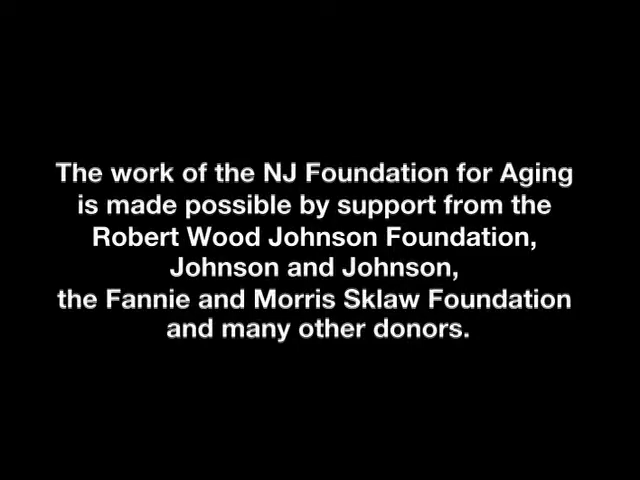 The work of the NJ Foundation for Aging
is made possible by support from the
Robert Wood Johnson Foundation,
Johnson and Johnson,
the Fannie and Morris Sklaw Foundation
and many other donors.